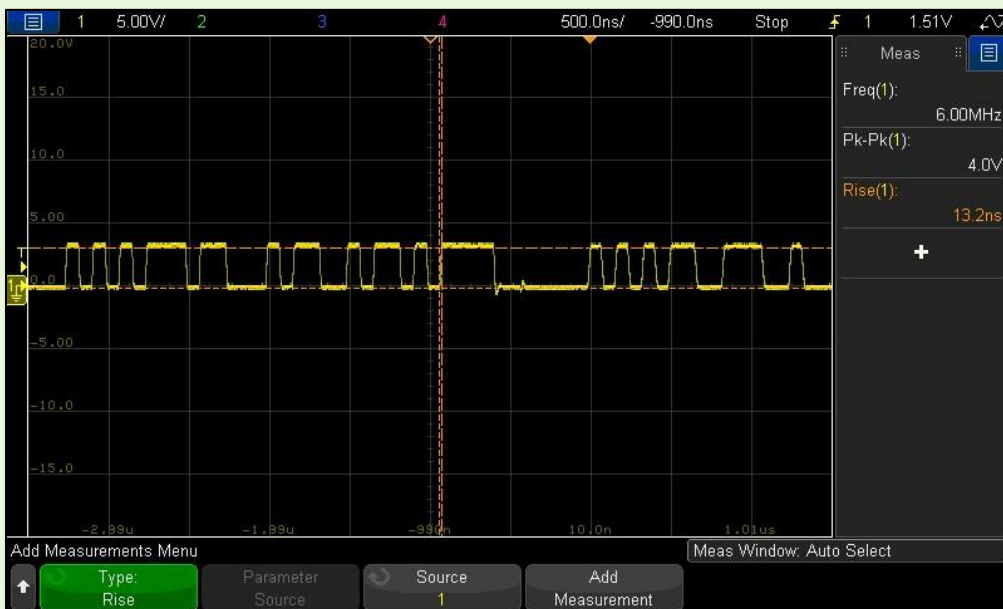 1 5.00V/ 2 3 4 500.0ns/ -990.0ns Stop 1 1.51V
20.0V
15.0
10.0
5.00
0.0
-5.00
-10.0
-15.0
-2.99u -1.99u -990n 10.0n 1.01us
T
1
Meas
Freq(1):
6.00MHz
Pk-Pk(1):
4.0V
Rise(1):
13.2ns
Add Measurements Menu
Meas Window: Auto Select
Type:
Rise
Parameter
Source
Source
1
Add
Measurement